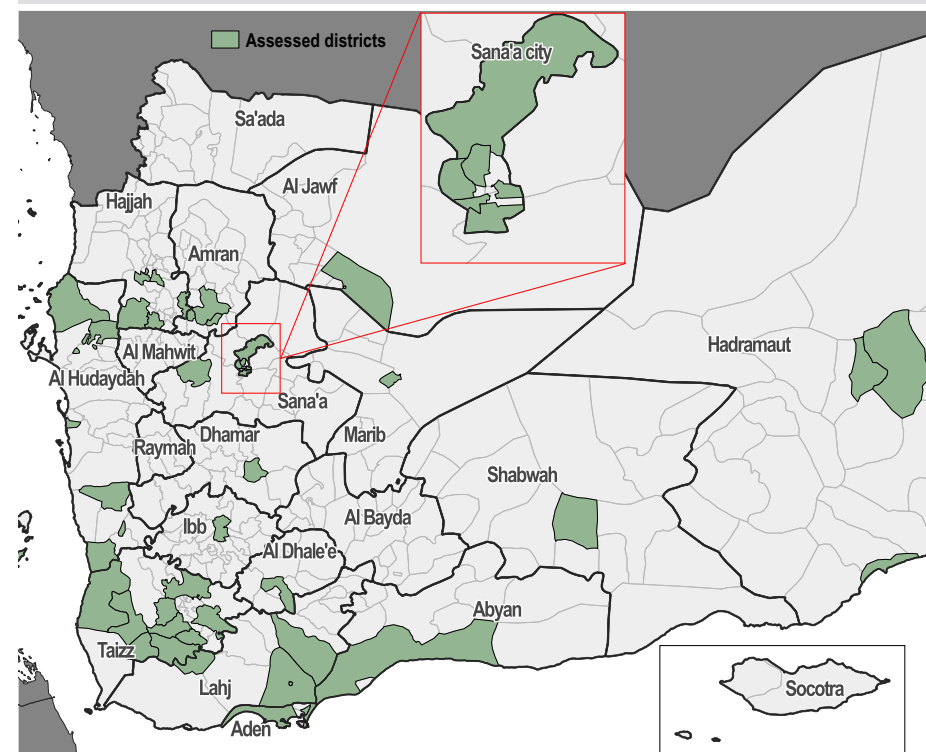 Assessed districts
Sana'a city
Sa'ada
Al Jawf
Hajjah
Amran
Hadramaut
Al Mahwit
Al Hudaydah
Sana'a
Dhamar
Marib
Raymah
Shabwah
Al Bayda
Ibb
Al Dhale'e
Abyan
Taizz
Lahj
Socotra
Aden